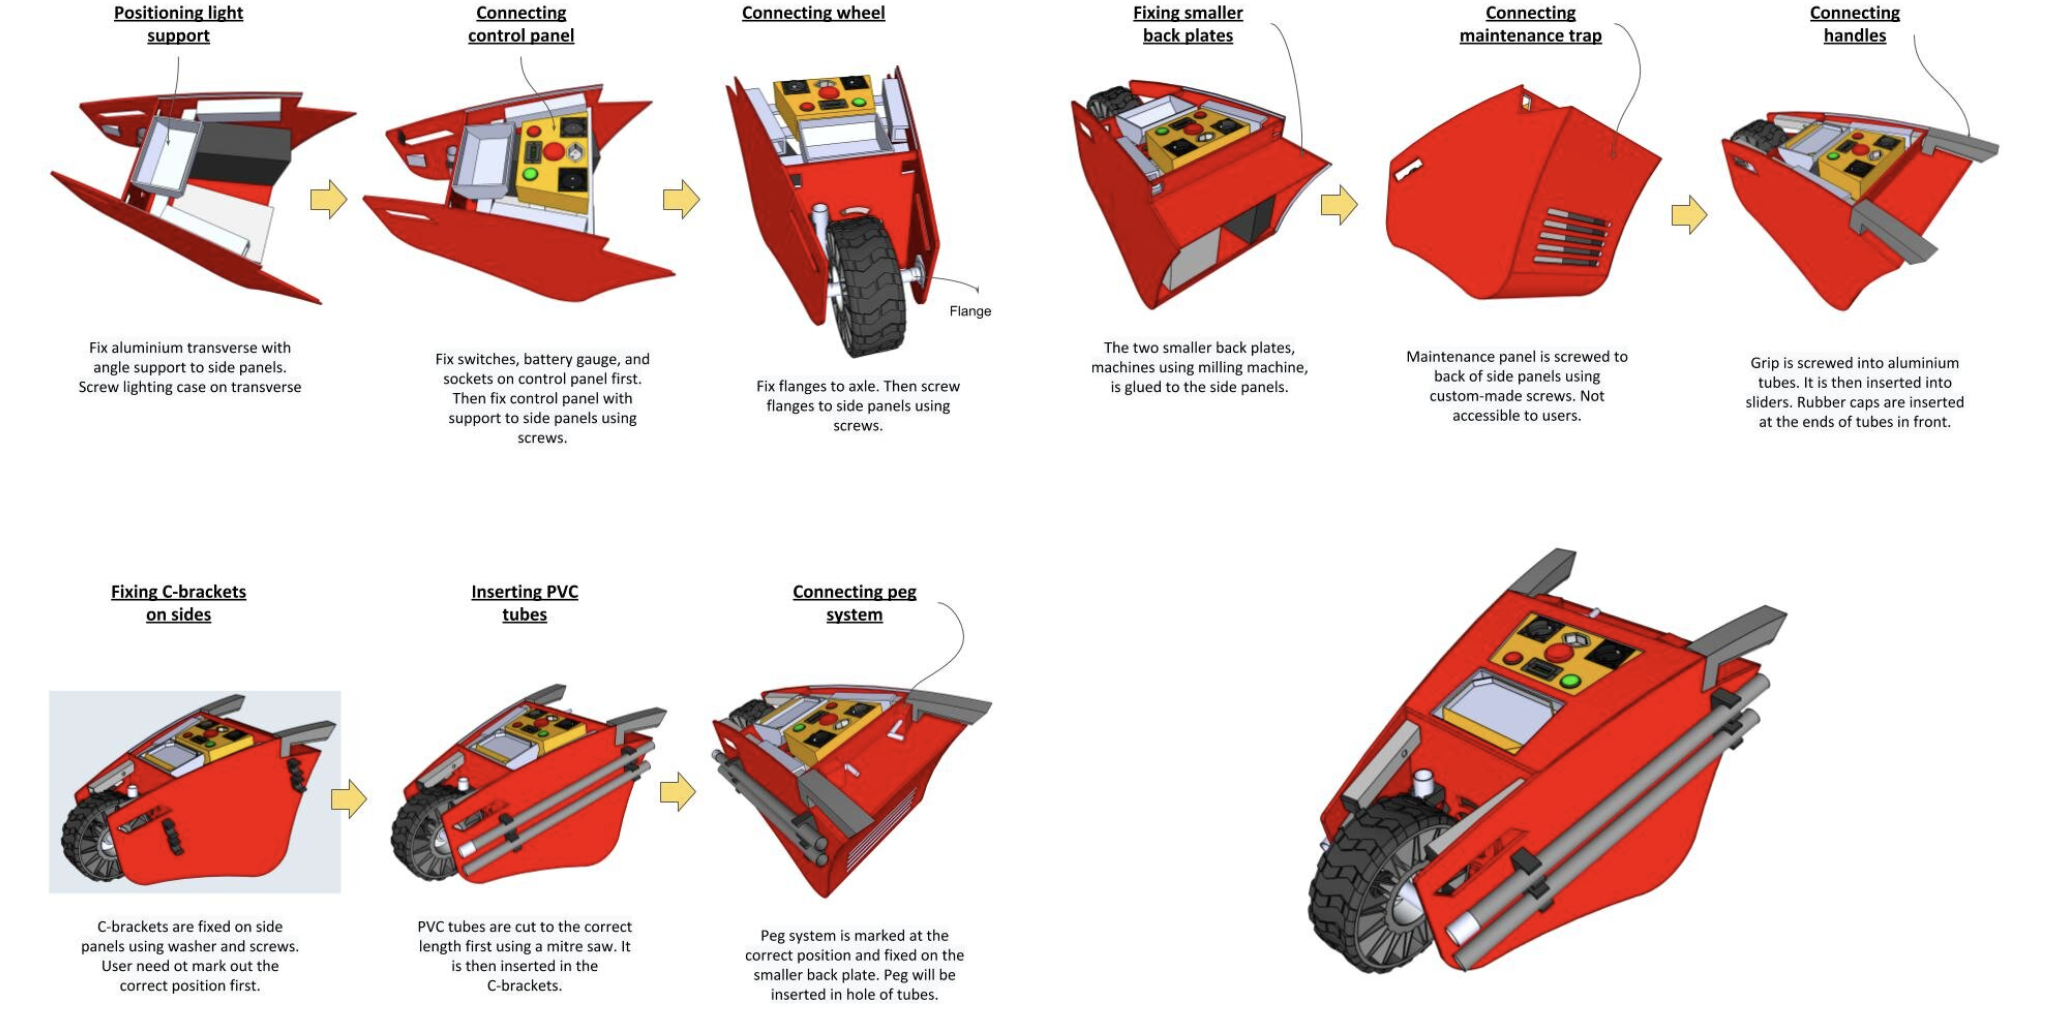 Positioning light
support
Connecting
control panel
Connecting wheel
Fixing smaller
back plates
Connecting
maintenance trap
Connecting
handles
Flange
Fix aluminium transverse with
angle support to side panels.
Screw lighting case on transverse
Fix switches, battery gauge, and
sockets on control panel first.
Then fix control panel with
support to side panels using
screws.
Fix flanges to axle. Then screw
flanges to side panels using
screws.
The two smaller back plates,
machines using milling machine,
is glued to the side panels.
Maintenance panel is screwed to
back of side panels using
custom-made screws. Not
accessible to users.
Grip is screwed into aluminium
tubes. It is then inserted into
sliders. Rubber caps are inserted
at the ends of tubes in front.
Fixing C-brackets
on sides
Inserting PVC
tubes
Connecting peg
system
C-brackets are fixed on side
panels using washer and screws.
User need ot mark out the
correct position first.
PVC tubes are cut to the correct
length first using a mitre saw. It
is then inserted in the
C-brackets.
Peg system is marked at the
correct position and fixed on the
smaller back plate. Peg will be
inserted in hole of tubes.